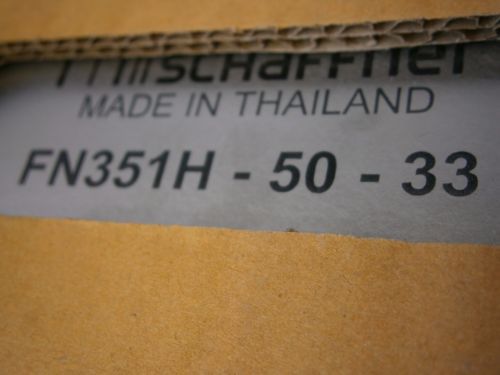 schaffner
MADE IN THAILAND
FN351H - 50 - 33